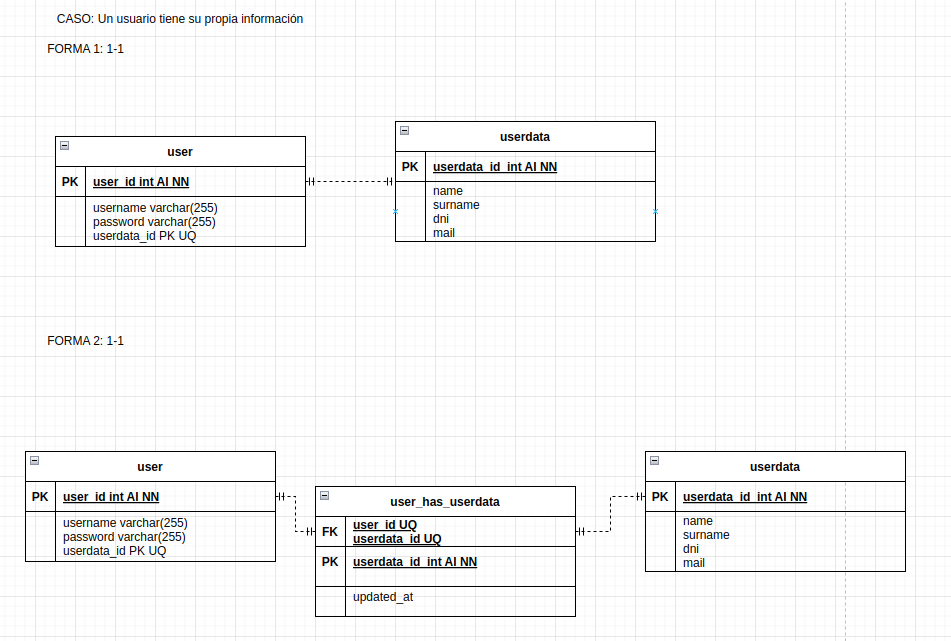 CASO: Un usuario tiene su propia información
FORMA 1: 1-1
user
PK user_id int AI NN
username varchar(255)
password varchar(255)
userdata_id PK UQ
userdata
PK userdata_id int AI NN
name
surname
dni
mail
FORMA 2: 1-1
user
PK user_id int AI NN
username varchar(255)
password varchar(255)
userdata_id PK UQ
user_has_userdata
FK user_id UQ
userdata_id UQ
PK userdata_id int AI NN
updated_at
userdata
PK userdata_id int AI NN
name
surname
dni
mail